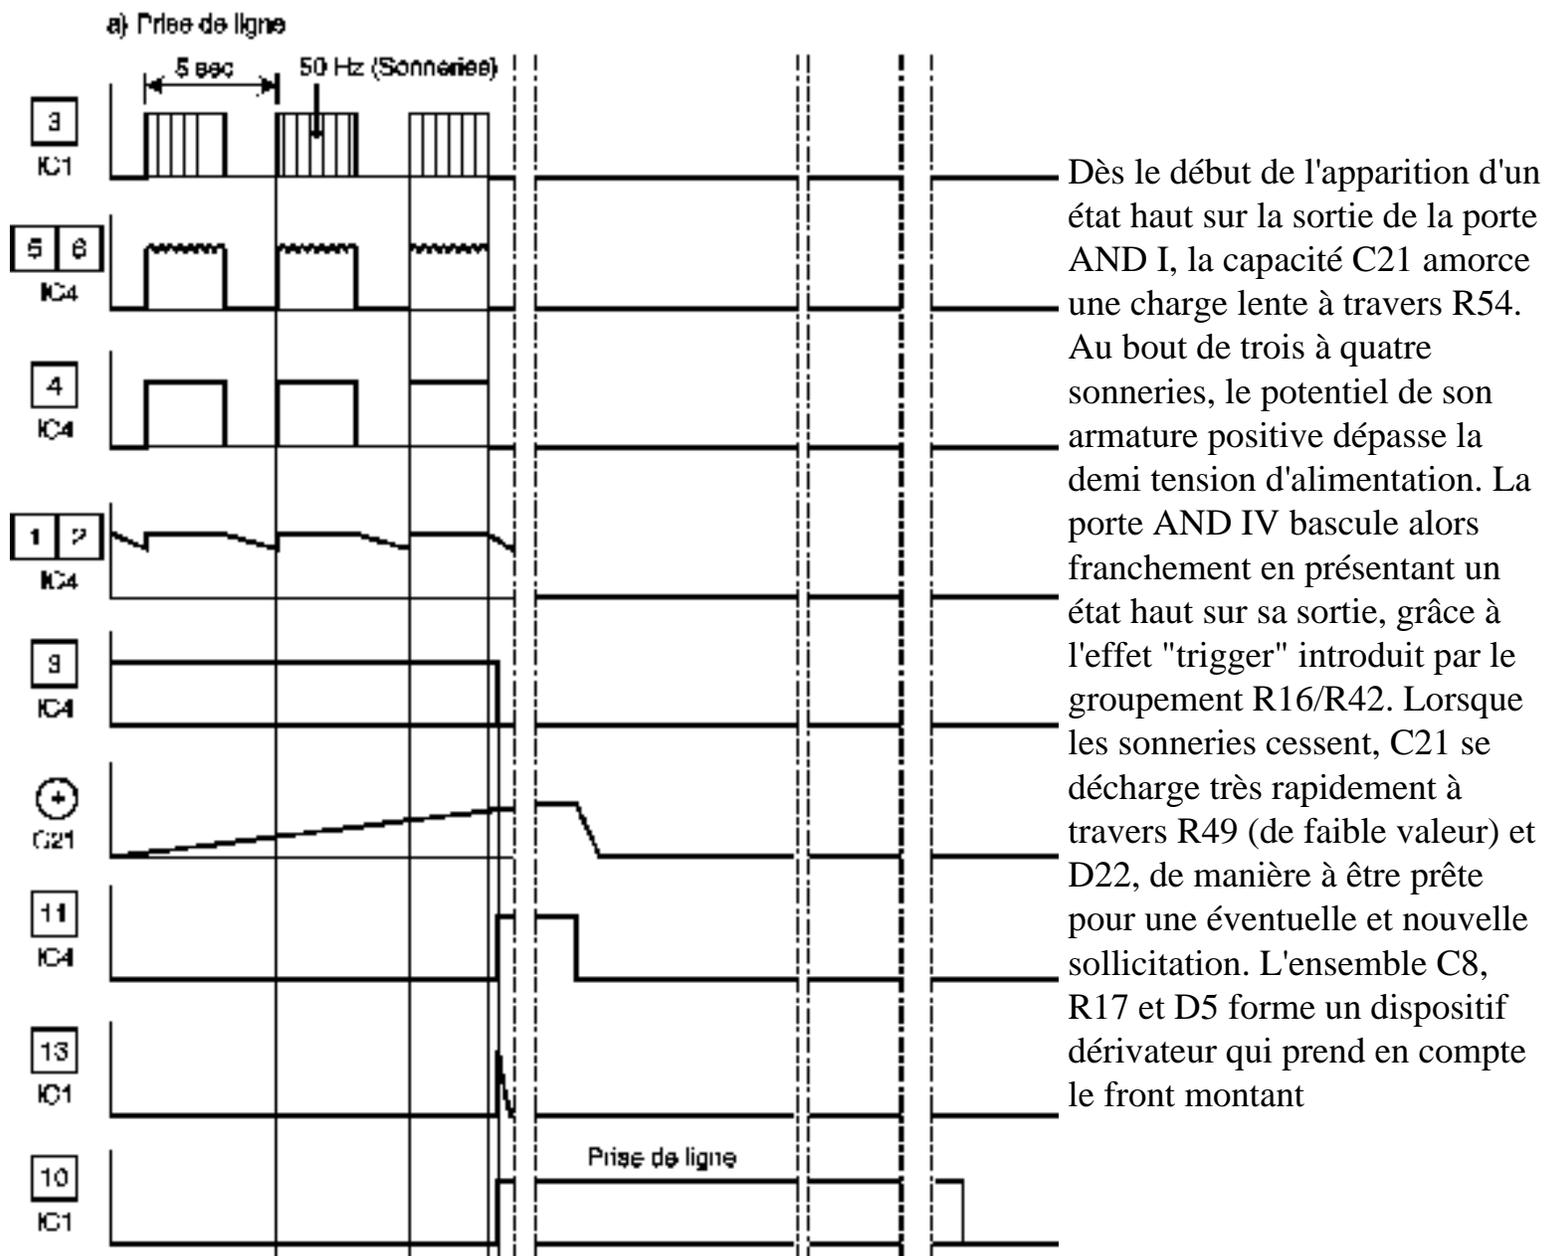 a) Prise de ligne
5 sec
50 Hz (Sonneries)
3
IC1
5 6
IC4
4
IC4
1 2
IC4
3
IC4
+
C21
11
IC4
13
IC1
Prise de ligne
10
IC1
Dès le début de l'apparition d'un
état haut sur la sortie de la porte
AND I, la capacité C21 amorce
une charge lente à travers R54.
Au bout de trois à quatre
sonneries, le potentiel de son
armature positive dépasse la
demi tension d'alimentation. La
porte AND IV bascule alors
franchement en présentant un
état haut sur sa sortie, grâce à
l'effet "trigger" introduit par le
groupement R16/R42. Lorsque
les sonneries cessent, C21 se
décharge très rapidement à
travers R49 (de faible valeur) et
D22, de manière à être prête
pour une éventuelle et nouvelle
sollicitation. L'ensemble C8,
R17 et D5 forme un dispositif
dérivateur qui prend en compte
le front montant